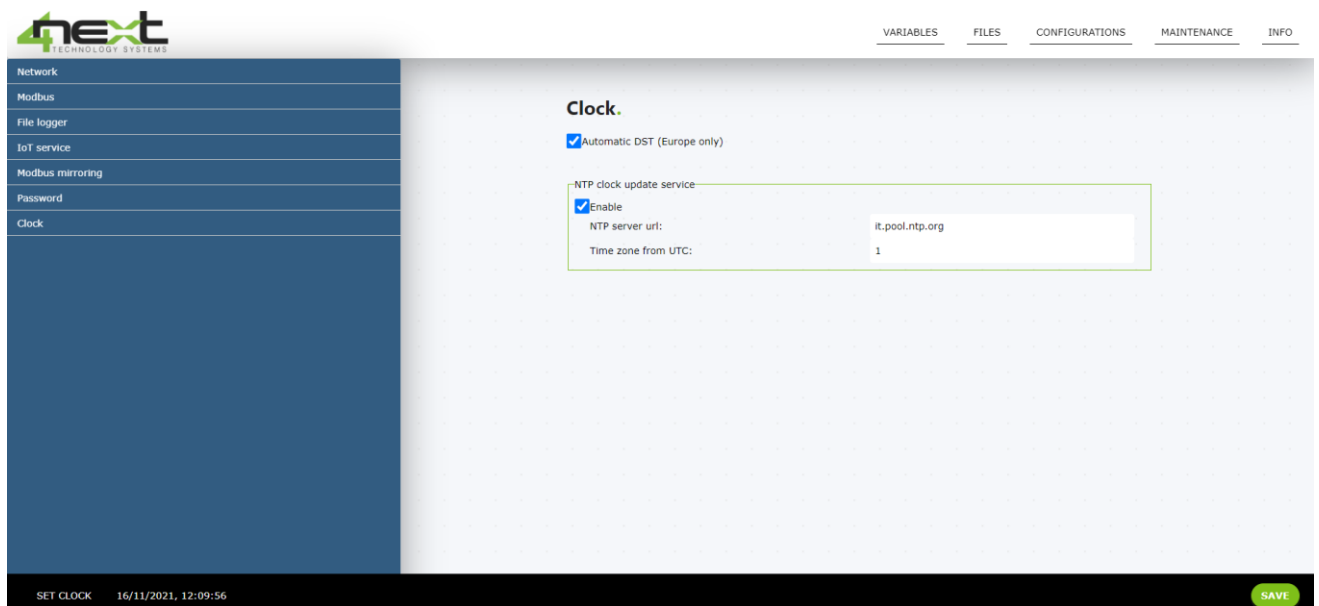 4next
TECHNOLOGY SYSTEMS
VARIABLES FILES CONFIGURATIONS MAINTENANCE INFO
Network
Modbus
File logger
IoT service
Modbus mirroring
Password
Clock
Clock.
Automatic DST (Europe only)
NTP clock update service
Enable
NTP server url: it.pool.ntp.org
Time zone from UTC: 1
SET CLOCK 16/11/2021, 12:09:56 SAVE